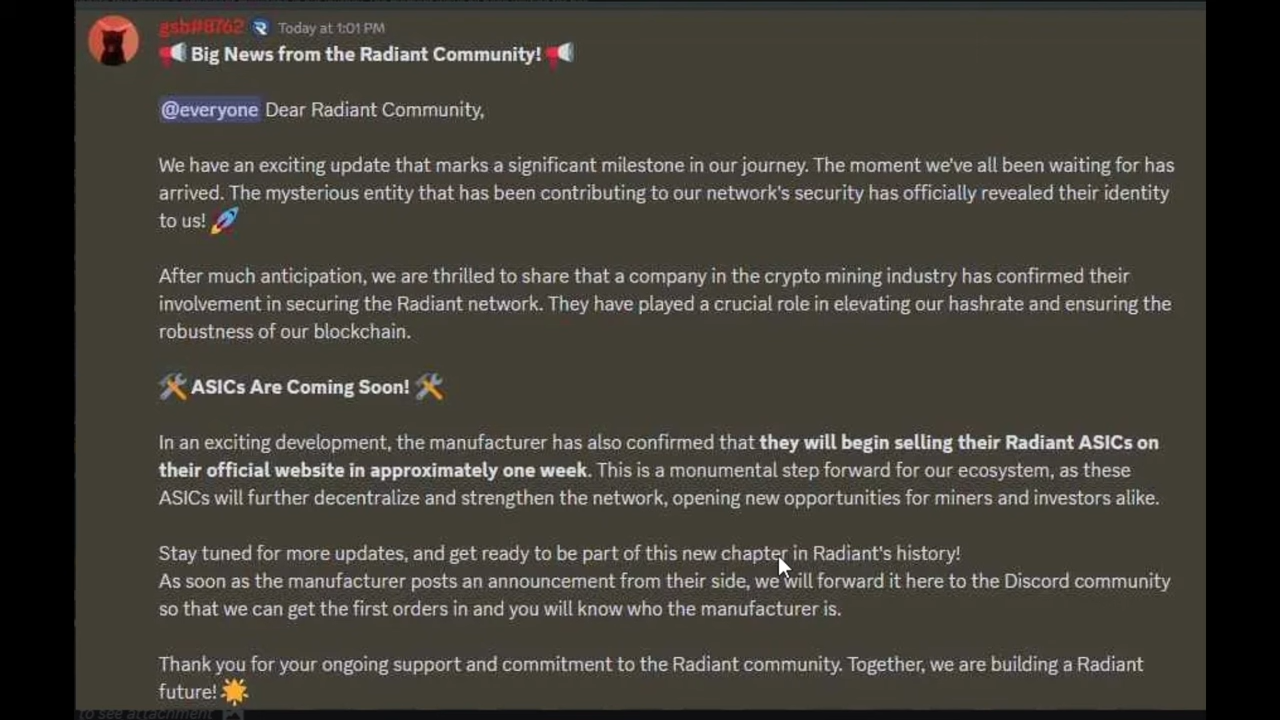 gsb#8762 Today at 1:01 PM
Big News from the Radiant Community!
@everyone Dear Radiant Community,
We have an exciting update that marks a significant milestone in our journey. The moment we've all been waiting for has
arrived. The mysterious entity that has been contributing to our network's security has officially revealed their identity
to us!
After much anticipation, we are thrilled to share that a company in the crypto mining industry has confirmed their
involvement in securing the Radiant network. They have played a crucial role in elevating our hashrate and ensuring the
robustness of our blockchain.
ASICs Are Coming Soon!
In an exciting development, the manufacturer has also confirmed that they will begin selling their Radiant ASICs on
their official website in approximately one week. This is a monumental step forward for our ecosystem, as these
ASICs will further decentralize and strengthen the network, opening new opportunities for miners and investors alike.
Stay tuned for more updates, and get ready to be part of this new chapter in Radiant's history!
As soon as the manufacturer posts an announcement from their side, we will forward it here to the Discord community
so that we can get the first orders in and you will know who the manufacturer is.
Thank you for your ongoing support and commitment to the Radiant community. Together, we are building a Radiant
future!
to see attachment